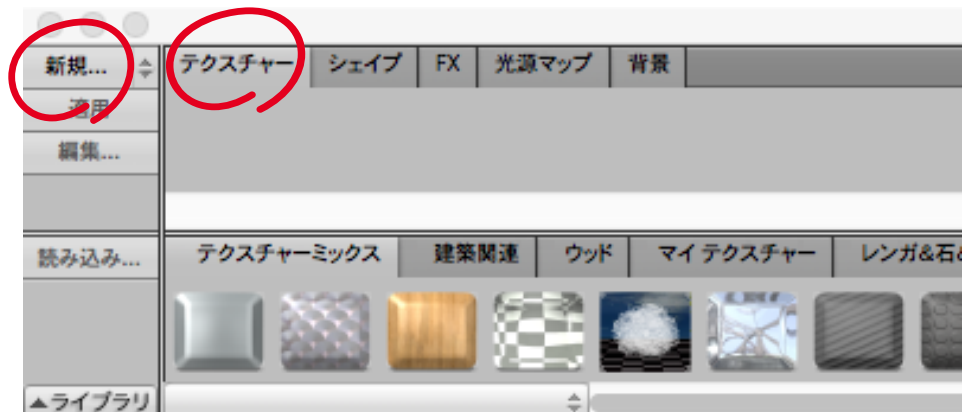 新規...
テクスチャー シェイプ FX 光源マップ 背景
適用
編集...
読み込み...
テクスチャーミックス 建築関連 ウッド マイ テクスチャー レンガ&石&
▲ライブラリ